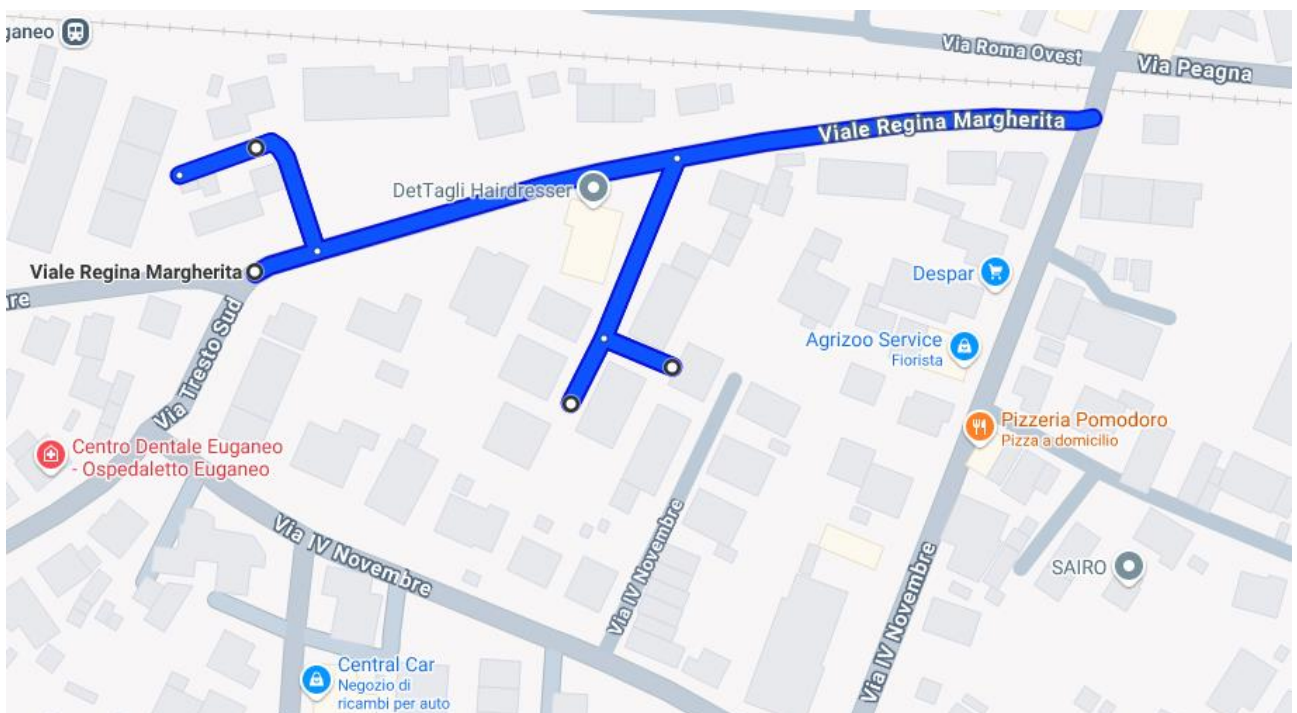 ganeo
Via Roma Ovest
Via Peagna
Viale Regina Margherita
DetTagli Hairdresser
Viale Regina Margherita
re
Despar
Via Tresto Sud
Agrizoo Service
Fiorista
Pizzeria Pomodoro
Pizza a domicilio
Centro Dentale Euganeo
- Ospedaletto Euganeo
Via IV Novembre
Via IV Novembre
Via IV Novembre
SAIRO
Central Car
Negozio di
ricambi per auto